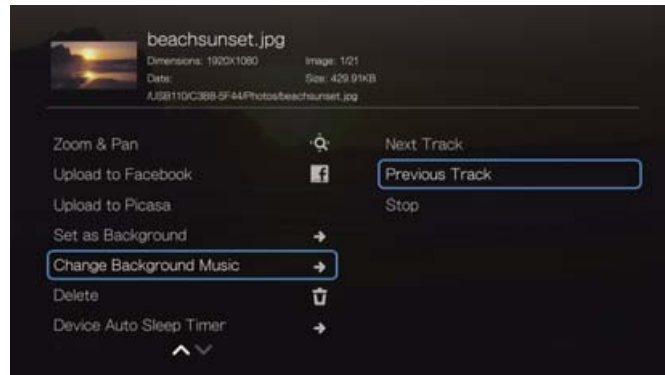 beachsunset.jpg
Dimensions: 1920X1080 Image: 1/21
Date: Size: 429.91KB
/USB110/C3BB-5F44/Photos/beachsunset.jpg
Zoom & Pan
Upload to Facebook
Upload to Picasa
Set as Background
Change Background Music
Delete
Device Auto Sleep Timer
Next Track
Previous Track
Stop